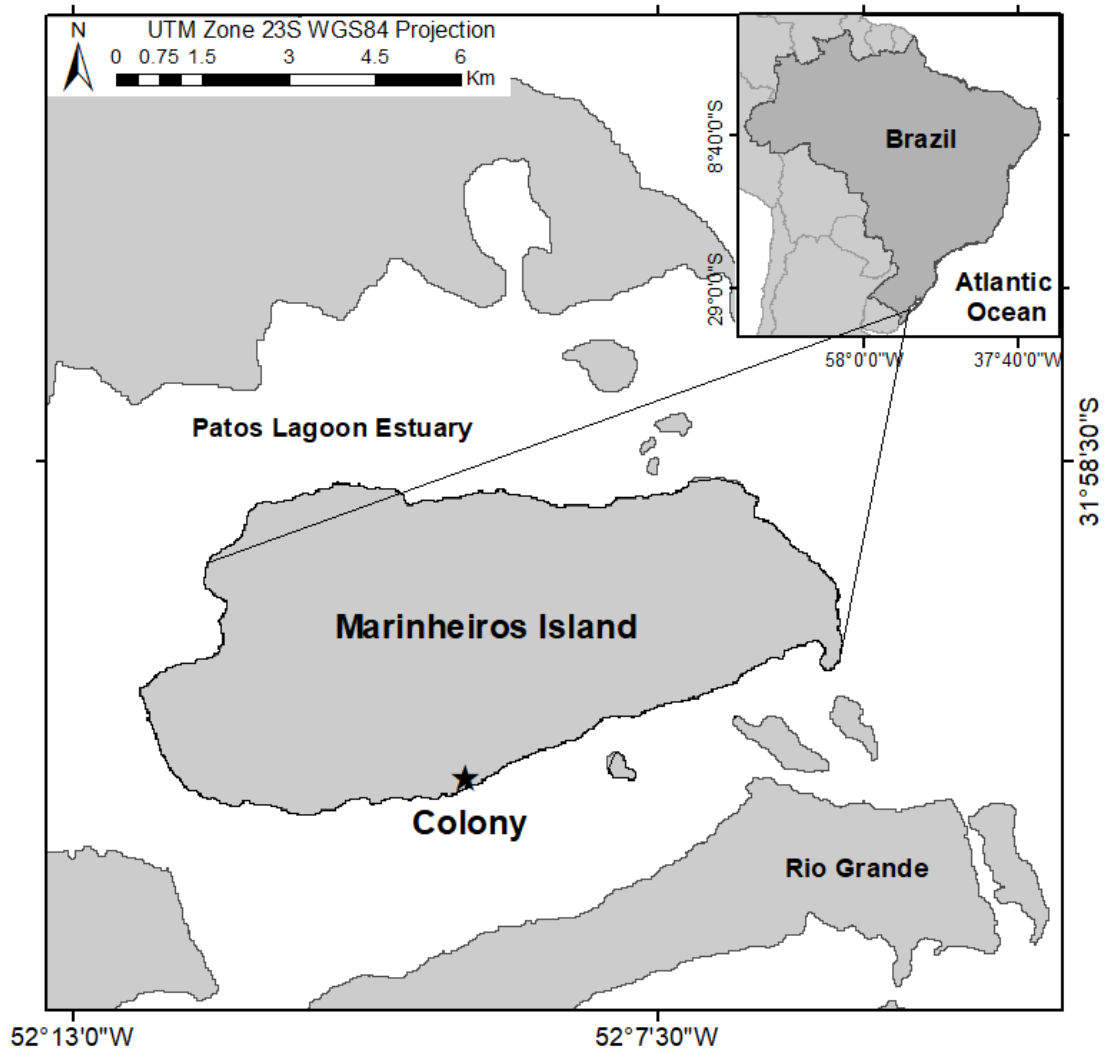 N
UTM Zone 23S WGS84 Projection
0 0.75 1.5 3 4.5 6
Km
8°40'0"S
Brazil
29°0'0"S
Atlantic
Ocean
58°0'0"W 37°40'0"W
Patos Lagoon Estuary
31°58'30"S
Marinheiros Island
Colony
Rio Grande
52°13'0"W 52°7'30"W